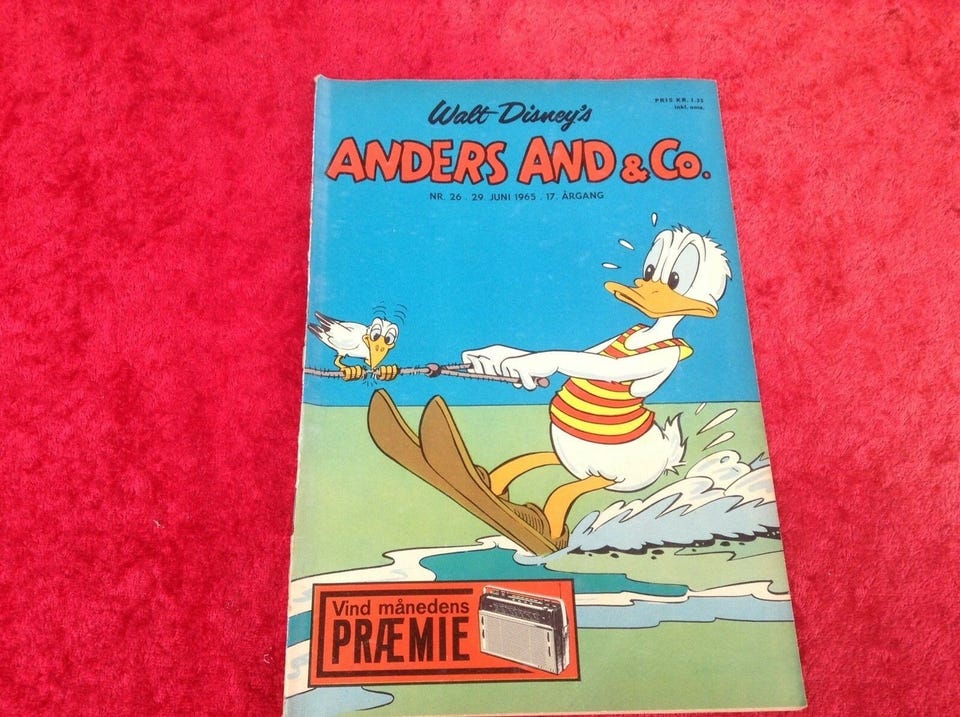 Walt Disney's
PRIS KR. 1.35
inkl. oms.
ANDERS AND & Co.
NR. 26 . 29. JUNI 1965 . 17. ÅRGANG
Vind månedens
PRÆMIE